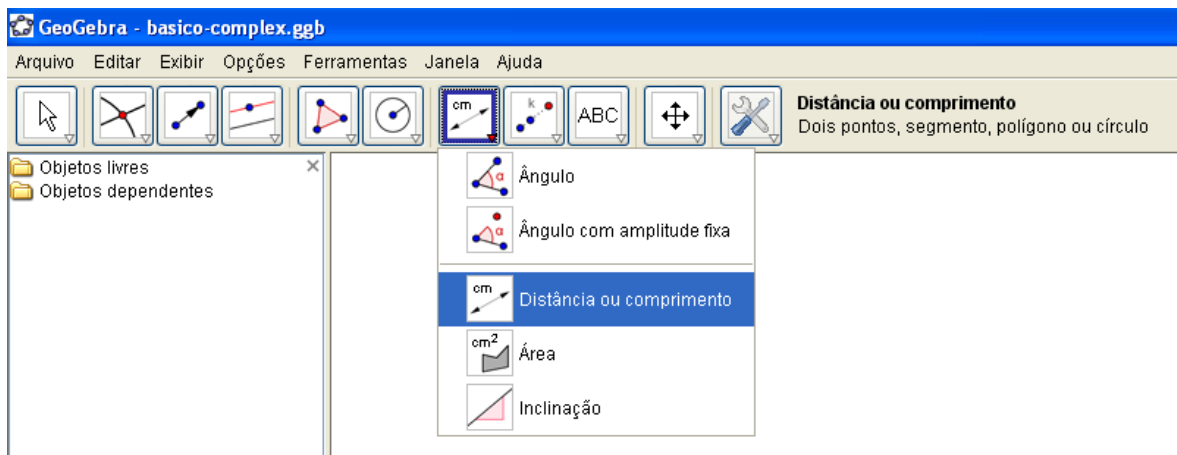 GeoGebra - basico-complex.ggb
Arquivo Editar Exibir Opções Ferramentas Janela Ajuda
cm
k
ABC
Distância ou comprimento
Dois pontos, segmento, polígono ou círculo
Objetos livres
Objetos dependentes
α Ângulo
α Ângulo com amplitude fixa
cm Distância ou comprimento
cm² Área
Inclinação